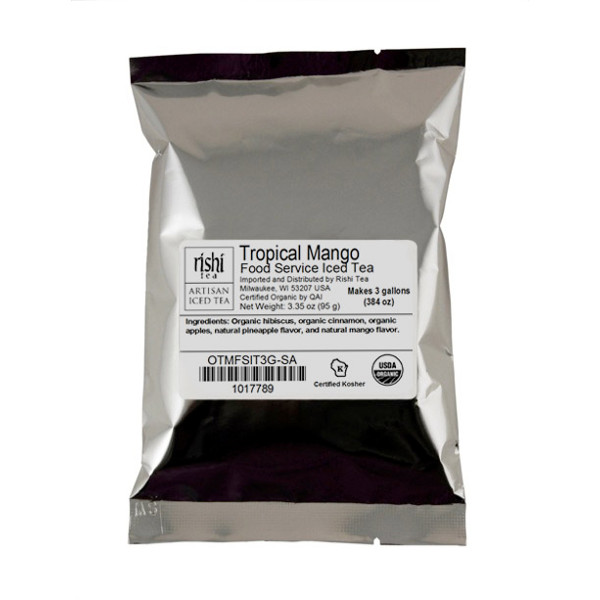 rishi
tea
ARTISAN
ICED TEA
Tropical Mango
Food Service Iced Tea
Imported and Distributed by Rishi Tea
Milwaukee, WI 53207 USA
Certified Organic by QAI
Net Weight: 3.35 oz (95 g)
Makes 3 gallons
(384 oz)
Ingredients: Organic hibiscus, organic cinnamon, organic
apples, natural pineapple flavor, and natural mango flavor.
OTMFSIT3G-SA
1017789
K
Certified Kosher
USDA
ORGANIC